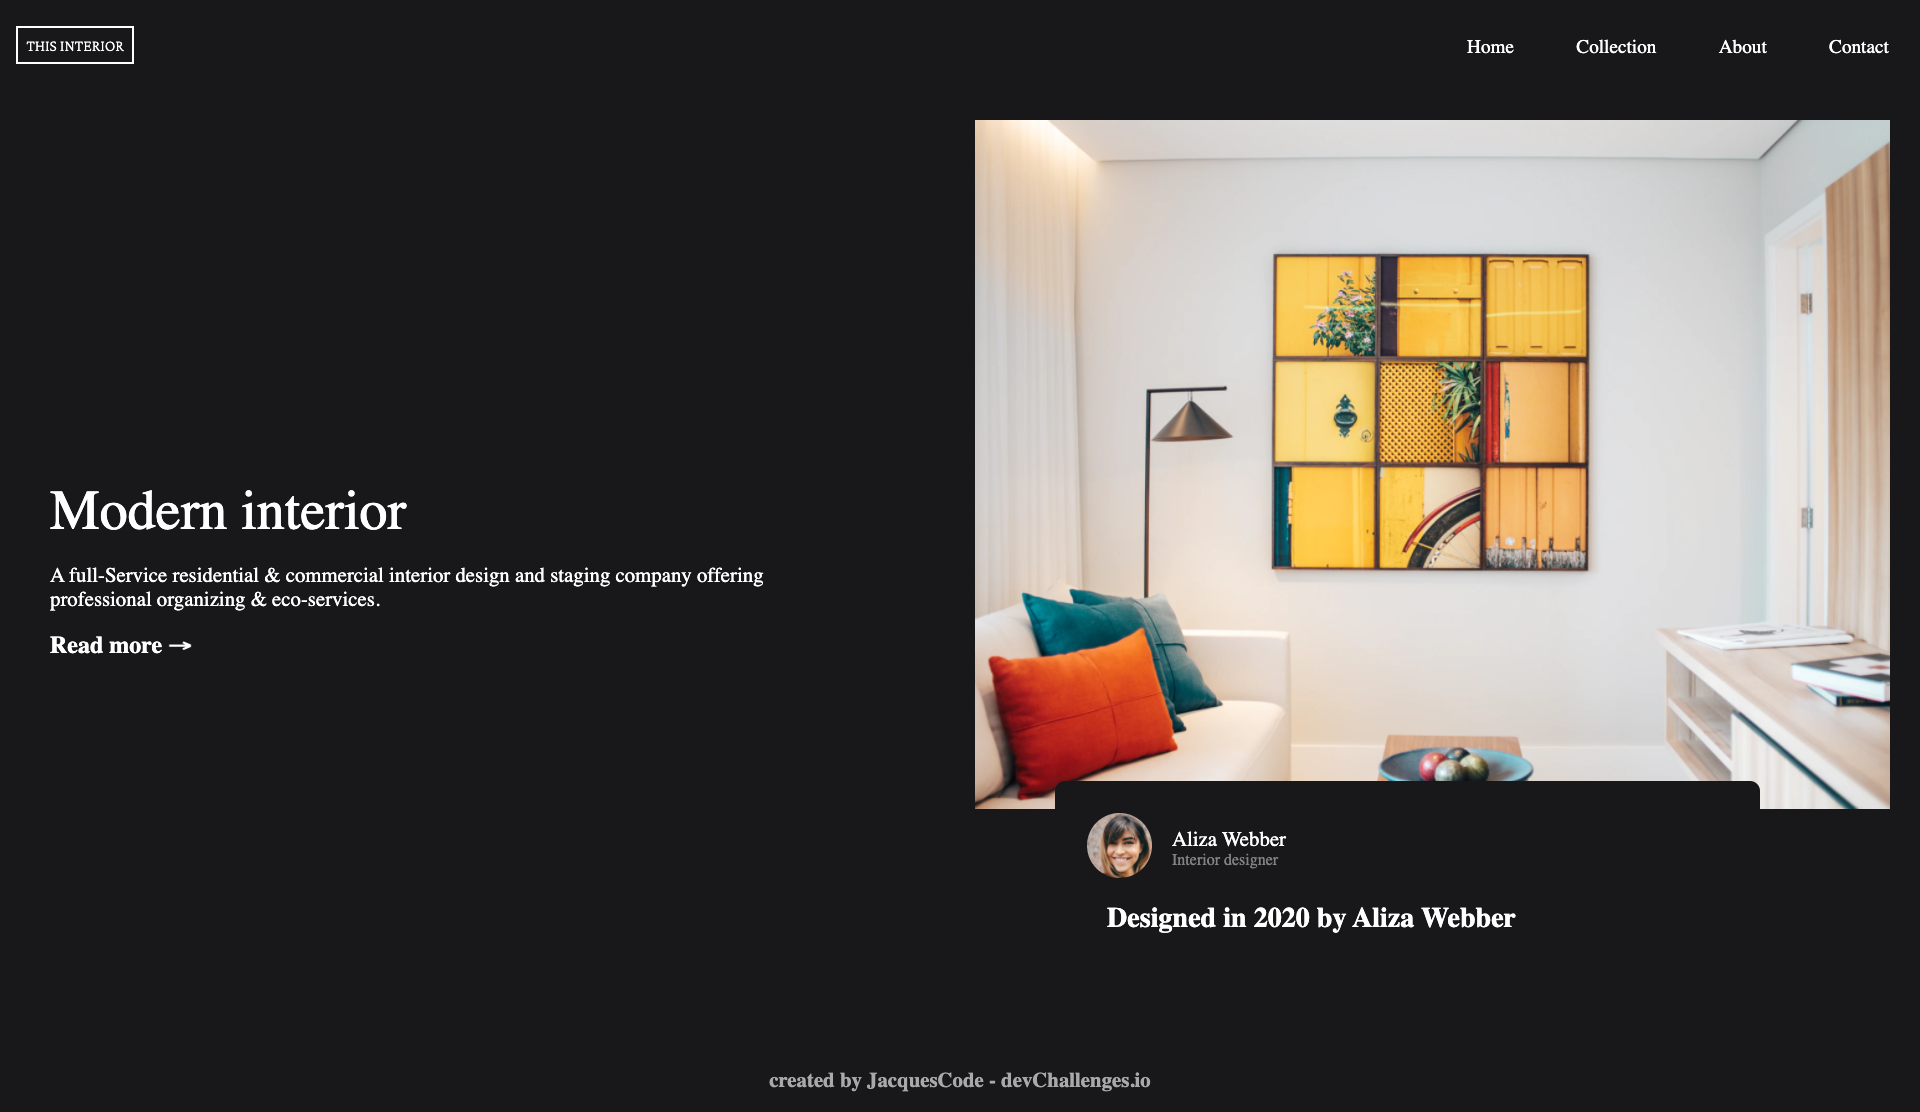 THIS INTERIOR
Home
Collection
About
Contact
Modern interior
A full-Service residential & commercial interior design and staging company offering
professional organizing & eco-services.
Read more →
Aliza Webber
Interior designer
Designed in 2020 by Aliza Webber
created by JacquesCode - devChallenges.io